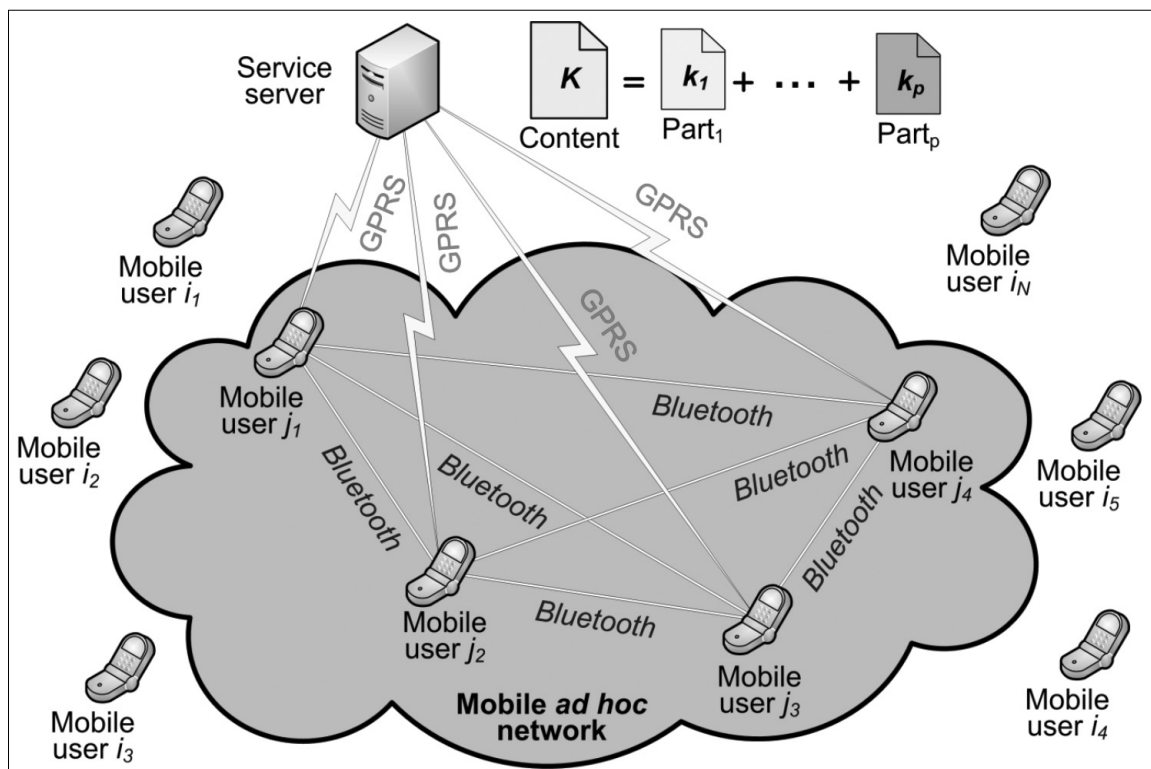 Service
server
K = k1 + ... + kp
Content
Part1
Partp
GPRS
GPRS
GPRS
GPRS
Mobile
user i1
Mobile
user iN
Mobile
user j1
Mobile
user i2
Bluetooth
Mobile
user j4
Mobile
user i5
Bluetooth
Bluetooth
Bluetooth
Bluetooth
Mobile
user j2
Bluetooth
Mobile
user j3
Mobile
user i3
Mobile
user i4
Mobile ad hoc
network